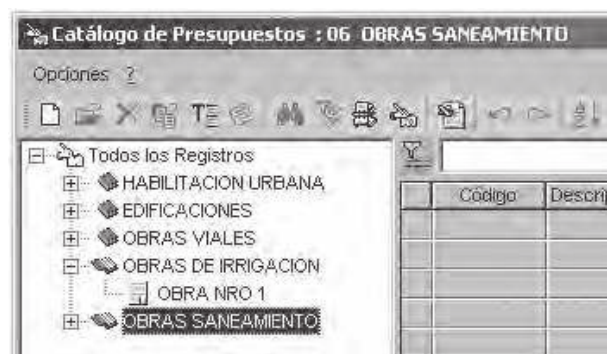 Catálogo de Presupuestos : 06 OBRAS SANEAMIENTO
Opciones ?
Todos los Registros
HABILITACION URBANA
EDIFICACIONES
OBRAS VIALES
OBRAS DE IRRIGACION
OBRA NRO 1
OBRAS SANEAMIENTO
Código